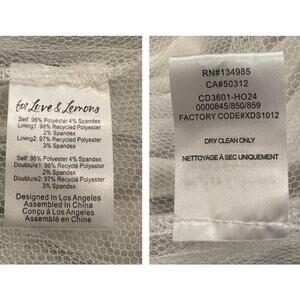 for Love & Lemons
Self: 96% Polyester 4% Spandex
Lining1: 98% Recycled Polyester
2% Spandex
Lining2: 97% Recycled Polyester
3% Spandex
Self: 96% Polyester 4% Spandex
Doublure1: 98% Recycled Polyester
2% Spandex
Doublure2: 97% Recycled Polyester
3% Spandex
Designed In Los Angeles
Assembled In China
Conçu à Los Angeles
Assemblé en Chine
RN#134985
CA#50312
CD3601-HO24
0000845/850/859
FACTORY CODE#XDS1012
DRY CLEAN ONLY
NETTOYAGE À SEC UNIQUEMENT